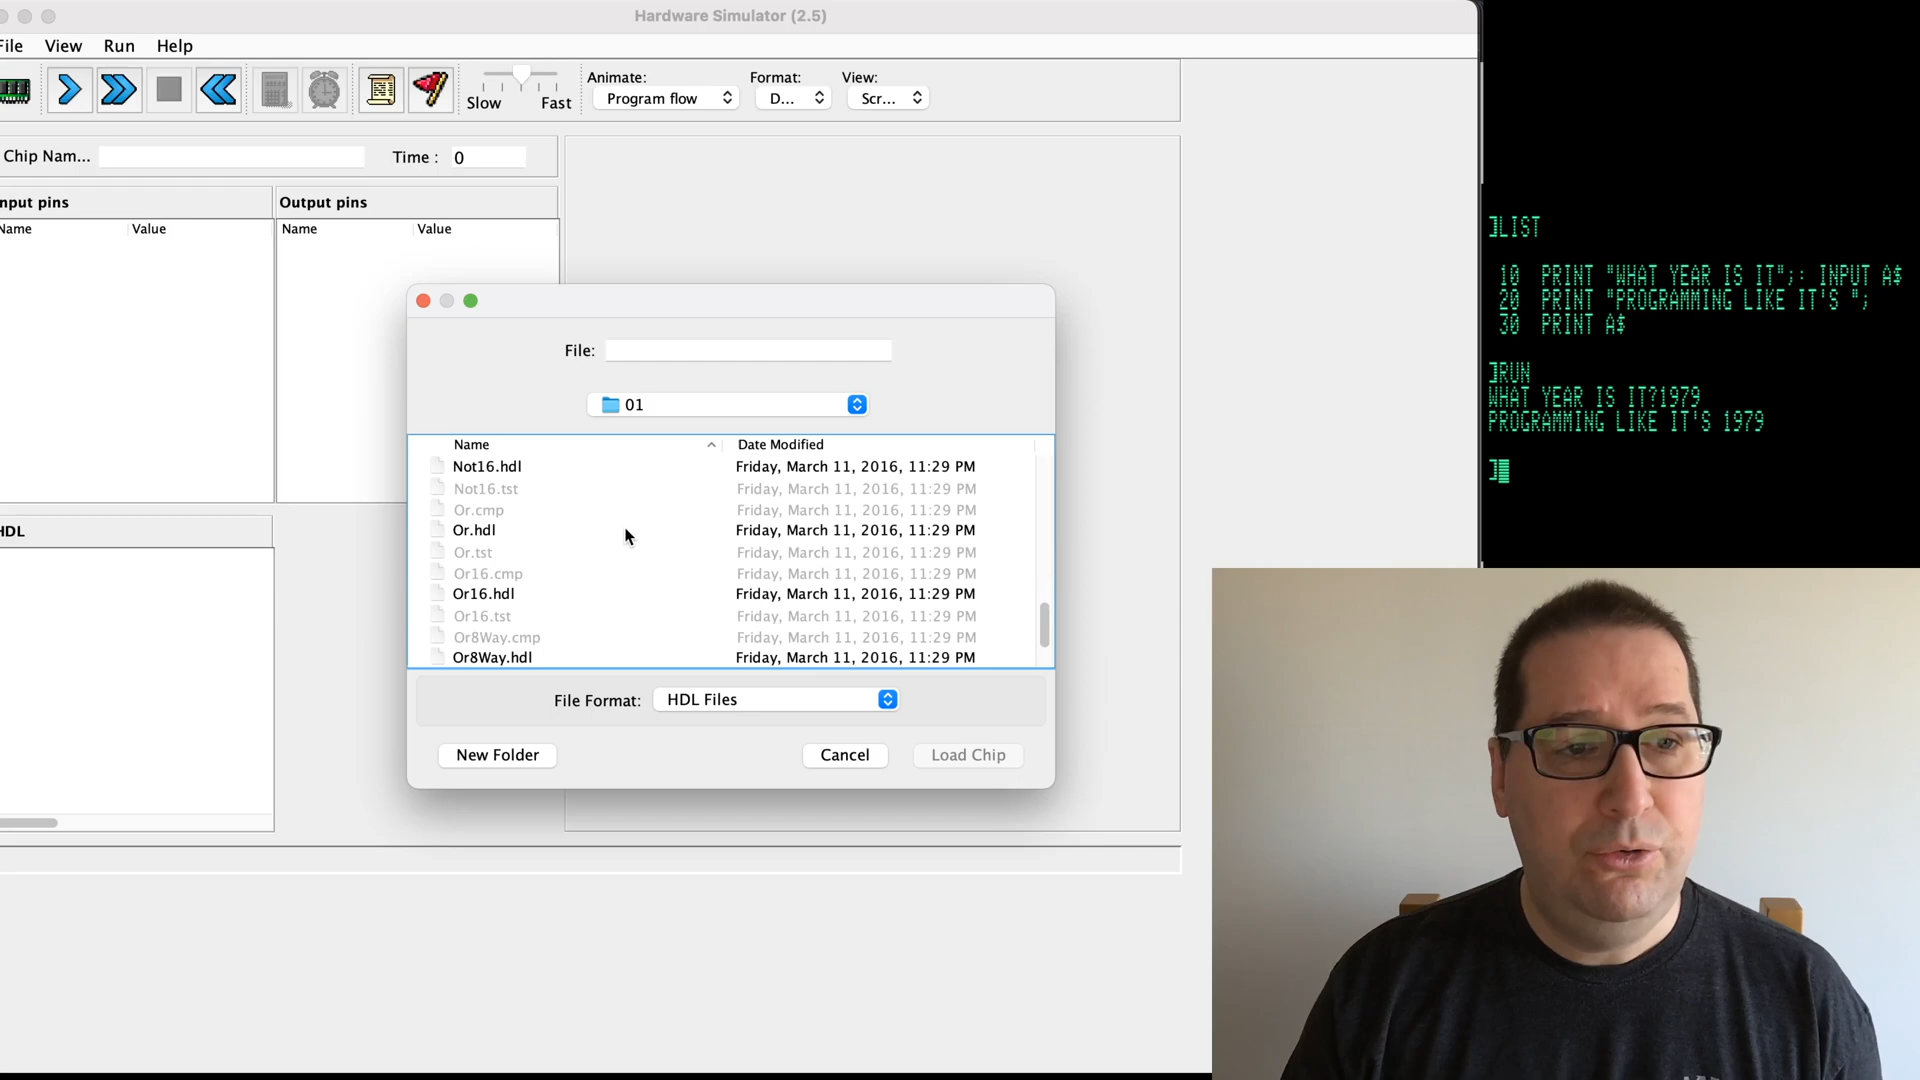 Hardware Simulator (2.5)
File View Run Help
Slow Fast
Animate: Format: View:
Program flow D... Scr...
Chip Nam... Time : 0
nput pins Output pins
Name Value Name Value
HDL
File:
01
Name Date Modified
Not16.hdl Friday, March 11, 2016, 11:29 PM
Not16.tst Friday, March 11, 2016, 11:29 PM
Or.cmp Friday, March 11, 2016, 11:29 PM
Or.hdl Friday, March 11, 2016, 11:29 PM
Or.tst Friday, March 11, 2016, 11:29 PM
Or16.cmp Friday, March 11, 2016, 11:29 PM
Or16.hdl Friday, March 11, 2016, 11:29 PM
Or16.tst Friday, March 11, 2016, 11:29 PM
Or8Way.cmp Friday, March 11, 2016, 11:29 PM
Or8Way.hdl Friday, March 11, 2016, 11:29 PM
File Format: HDL Files
New Folder Cancel Load Chip
]LIST
10 PRINT "WHAT YEAR IS IT";: INPUT A$
20 PRINT "PROGRAMMING LIKE IT'S ";
30 PRINT A$
]RUN
WHAT YEAR IS IT?1979
PROGRAMMING LIKE IT'S 1979
]